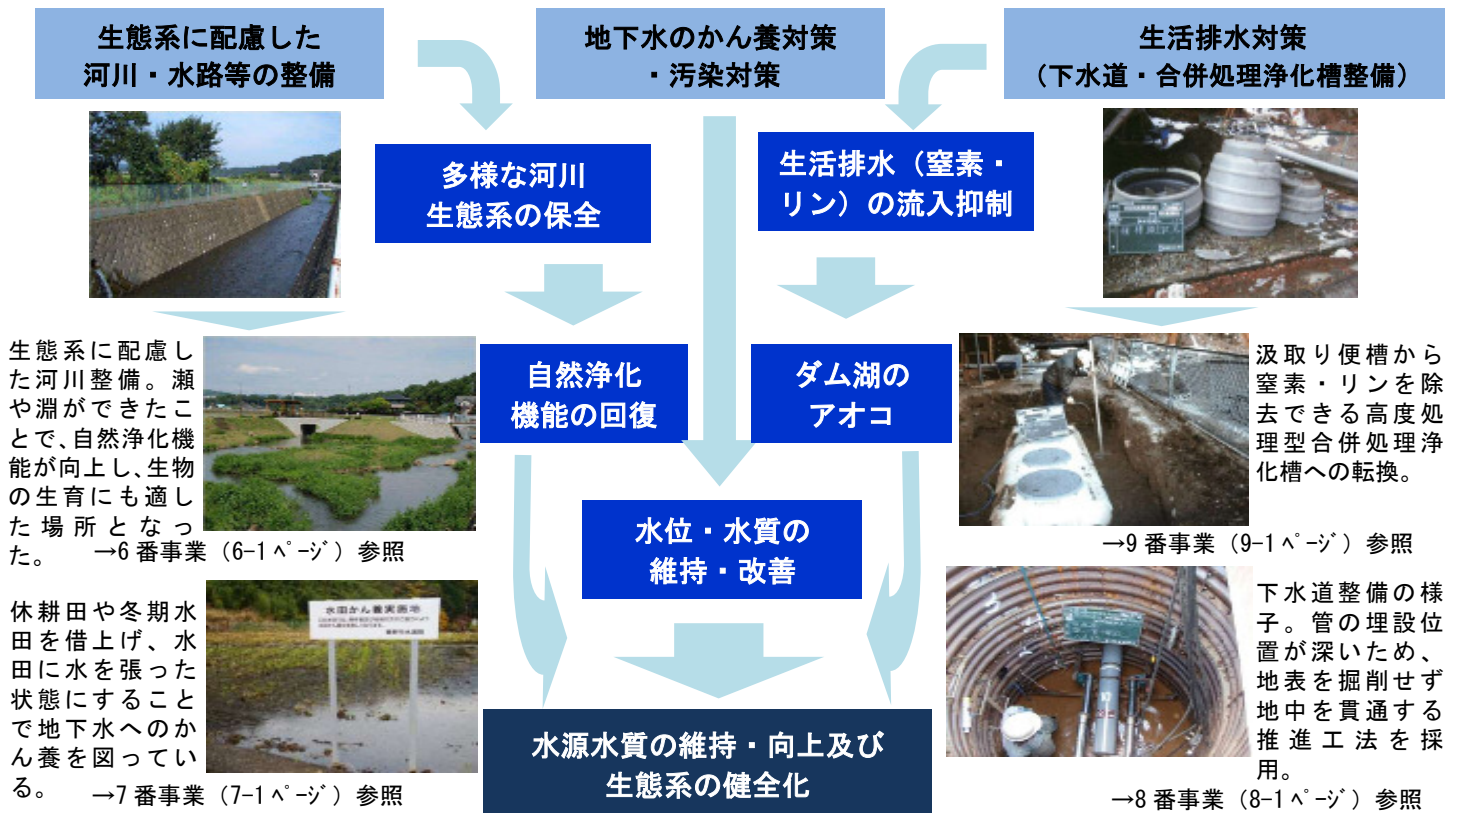 生態系に配慮した
河川・水路等の整備
地下水のかん養対策
・汚染対策
生活排水対策
（下水道・合併処理浄化槽整備）
多様な河川
生態系の保全
生活排水（窒素・
リン）の流入抑制
自然浄化
機能の回復
ダム湖の
アオコ
水位・水質の
維持・改善
水源水質の維持・向上及び
生態系の健全化
生態系に配慮し
た河川整備。瀬
や淵ができたこ
とで、自然浄化機
能が向上し、生物
の生育にも適し
た場所となっ
た。
→6番事業（6-1ﾍﾟｰｼﾞ）参照
休耕田や冬期水
田を借上げ、水
田に水を張った
状態にすること
で地下水へのか
ん養を図ってい
る。
→7番事業（7-1ﾍﾟｰｼﾞ）参照
水田かん養実施地
汲取り便槽から
窒素・リンを除
去できる高度処
理型合併処理浄
化槽への転換。
→9番事業（9-1ﾍﾟｰｼﾞ）参照
下水道整備の様
子。管の埋設位
置が深いため、
地表を掘削せず
地中を貫通する
推進工法を採
用。
→8番事業（8-1ﾍﾟｰｼﾞ）参照